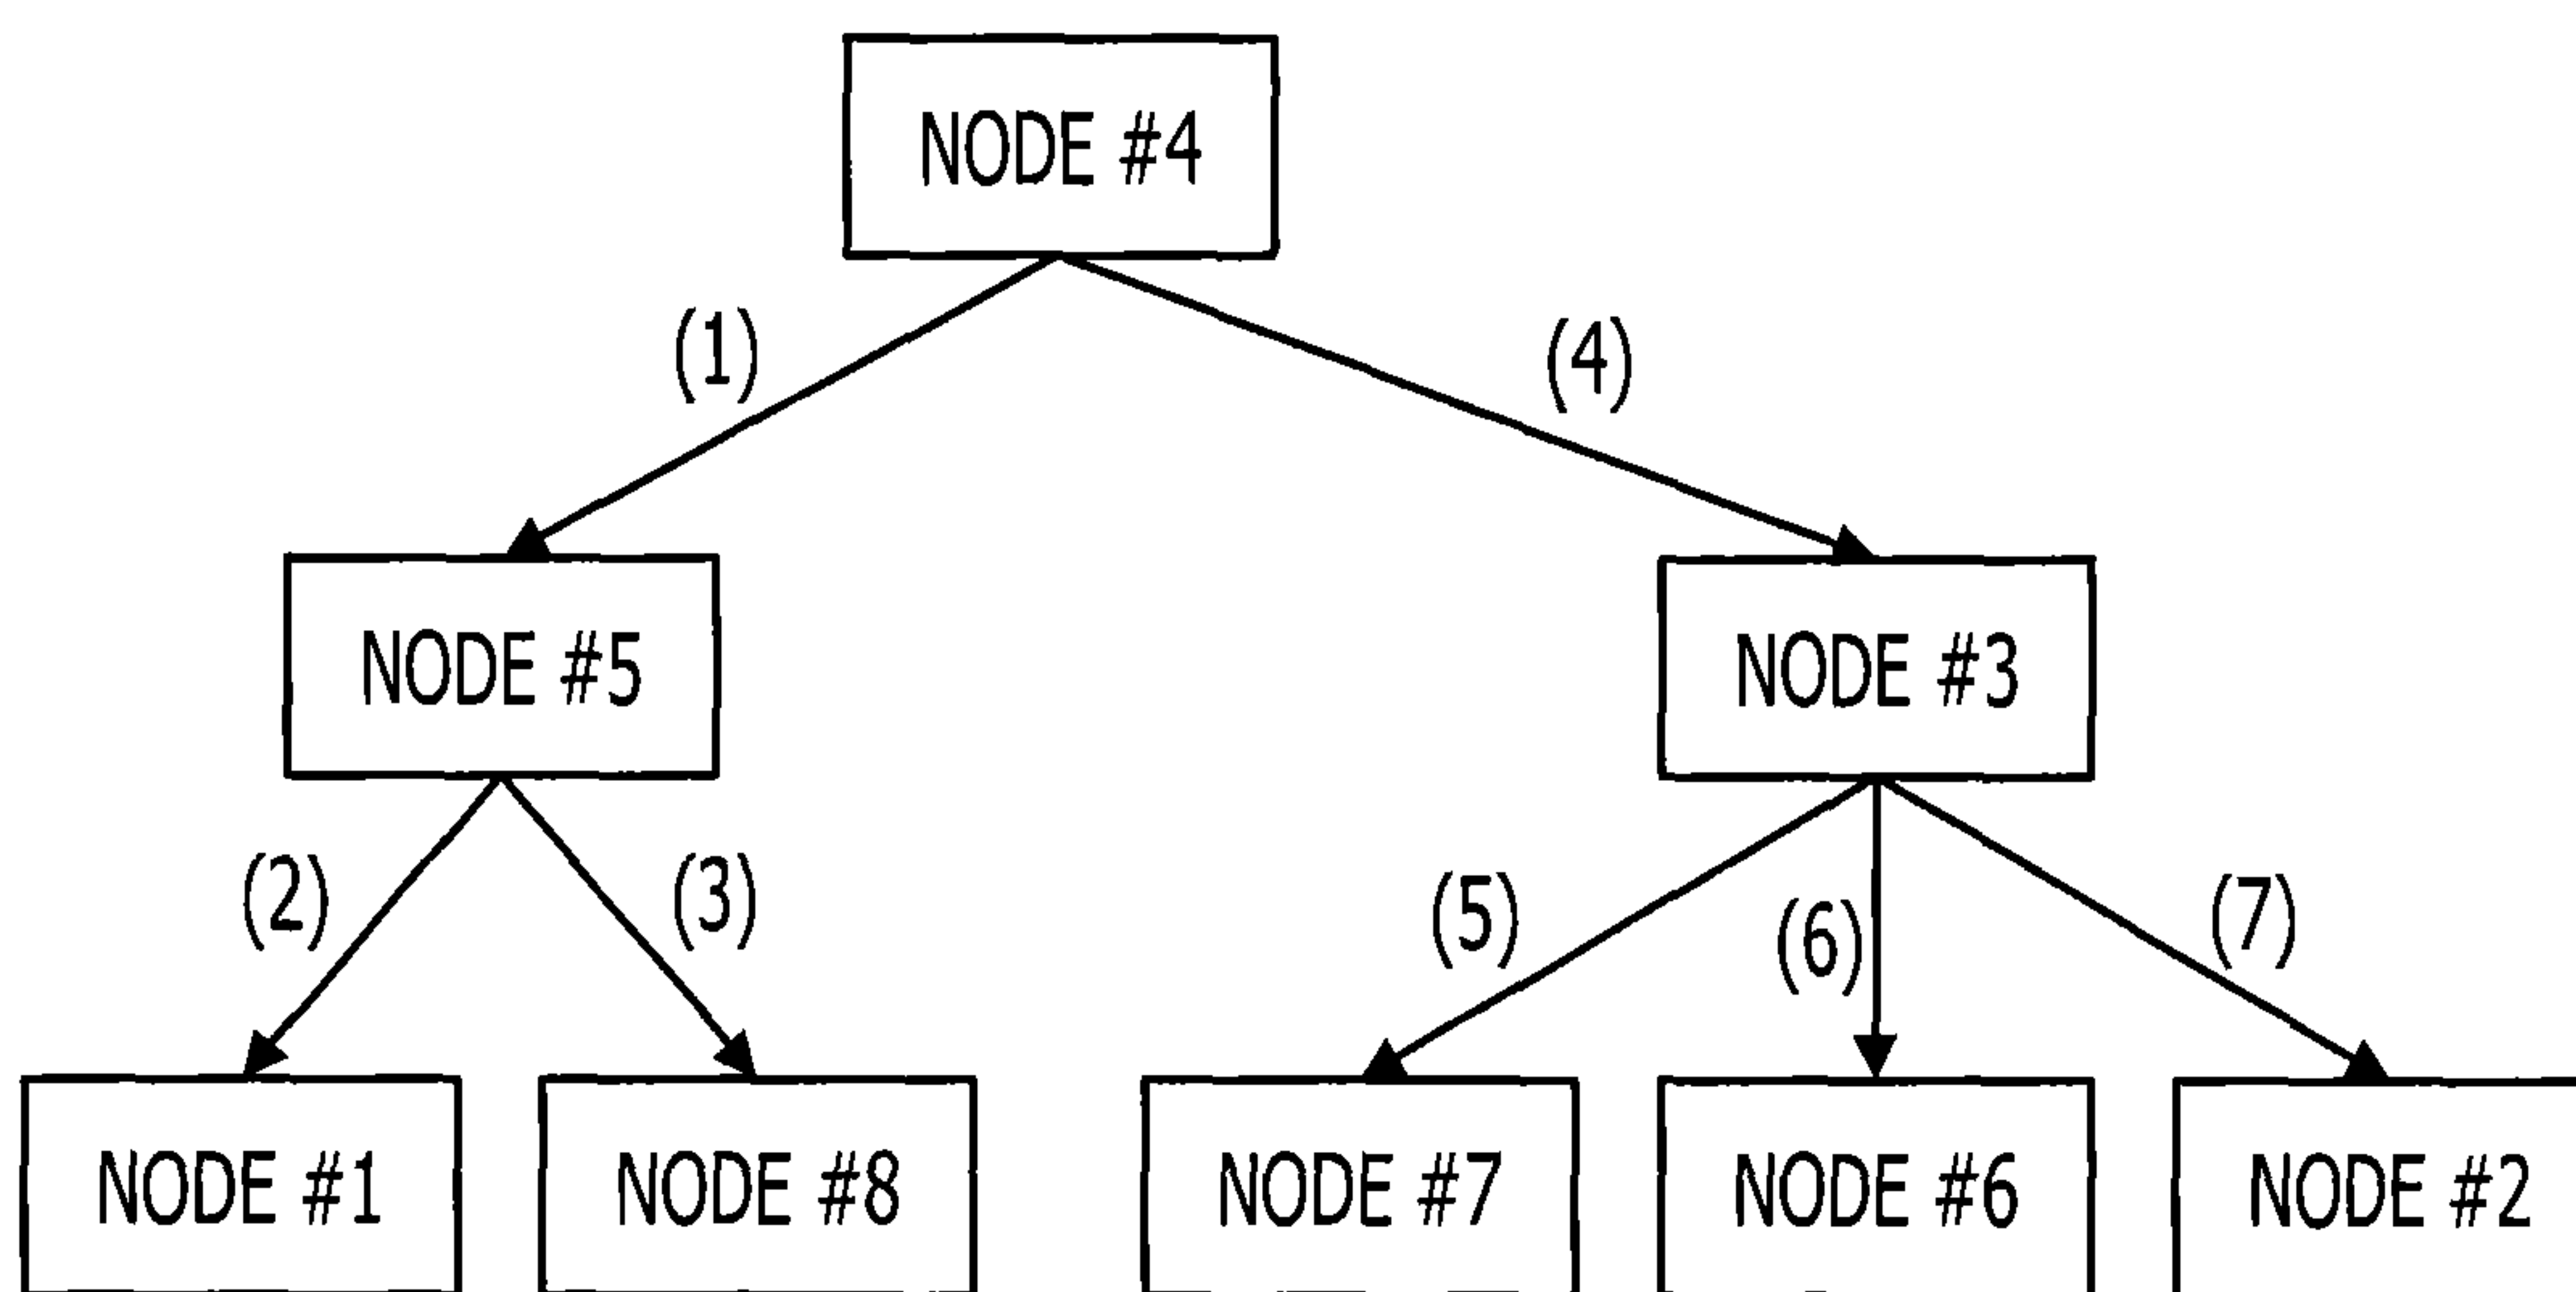 NODE #4
(1)
(4)
NODE #5
NODE #3
(2)
(3)
(5)
(6)
(7)
NODE #1
NODE #8
NODE #7
NODE #6
NODE #2